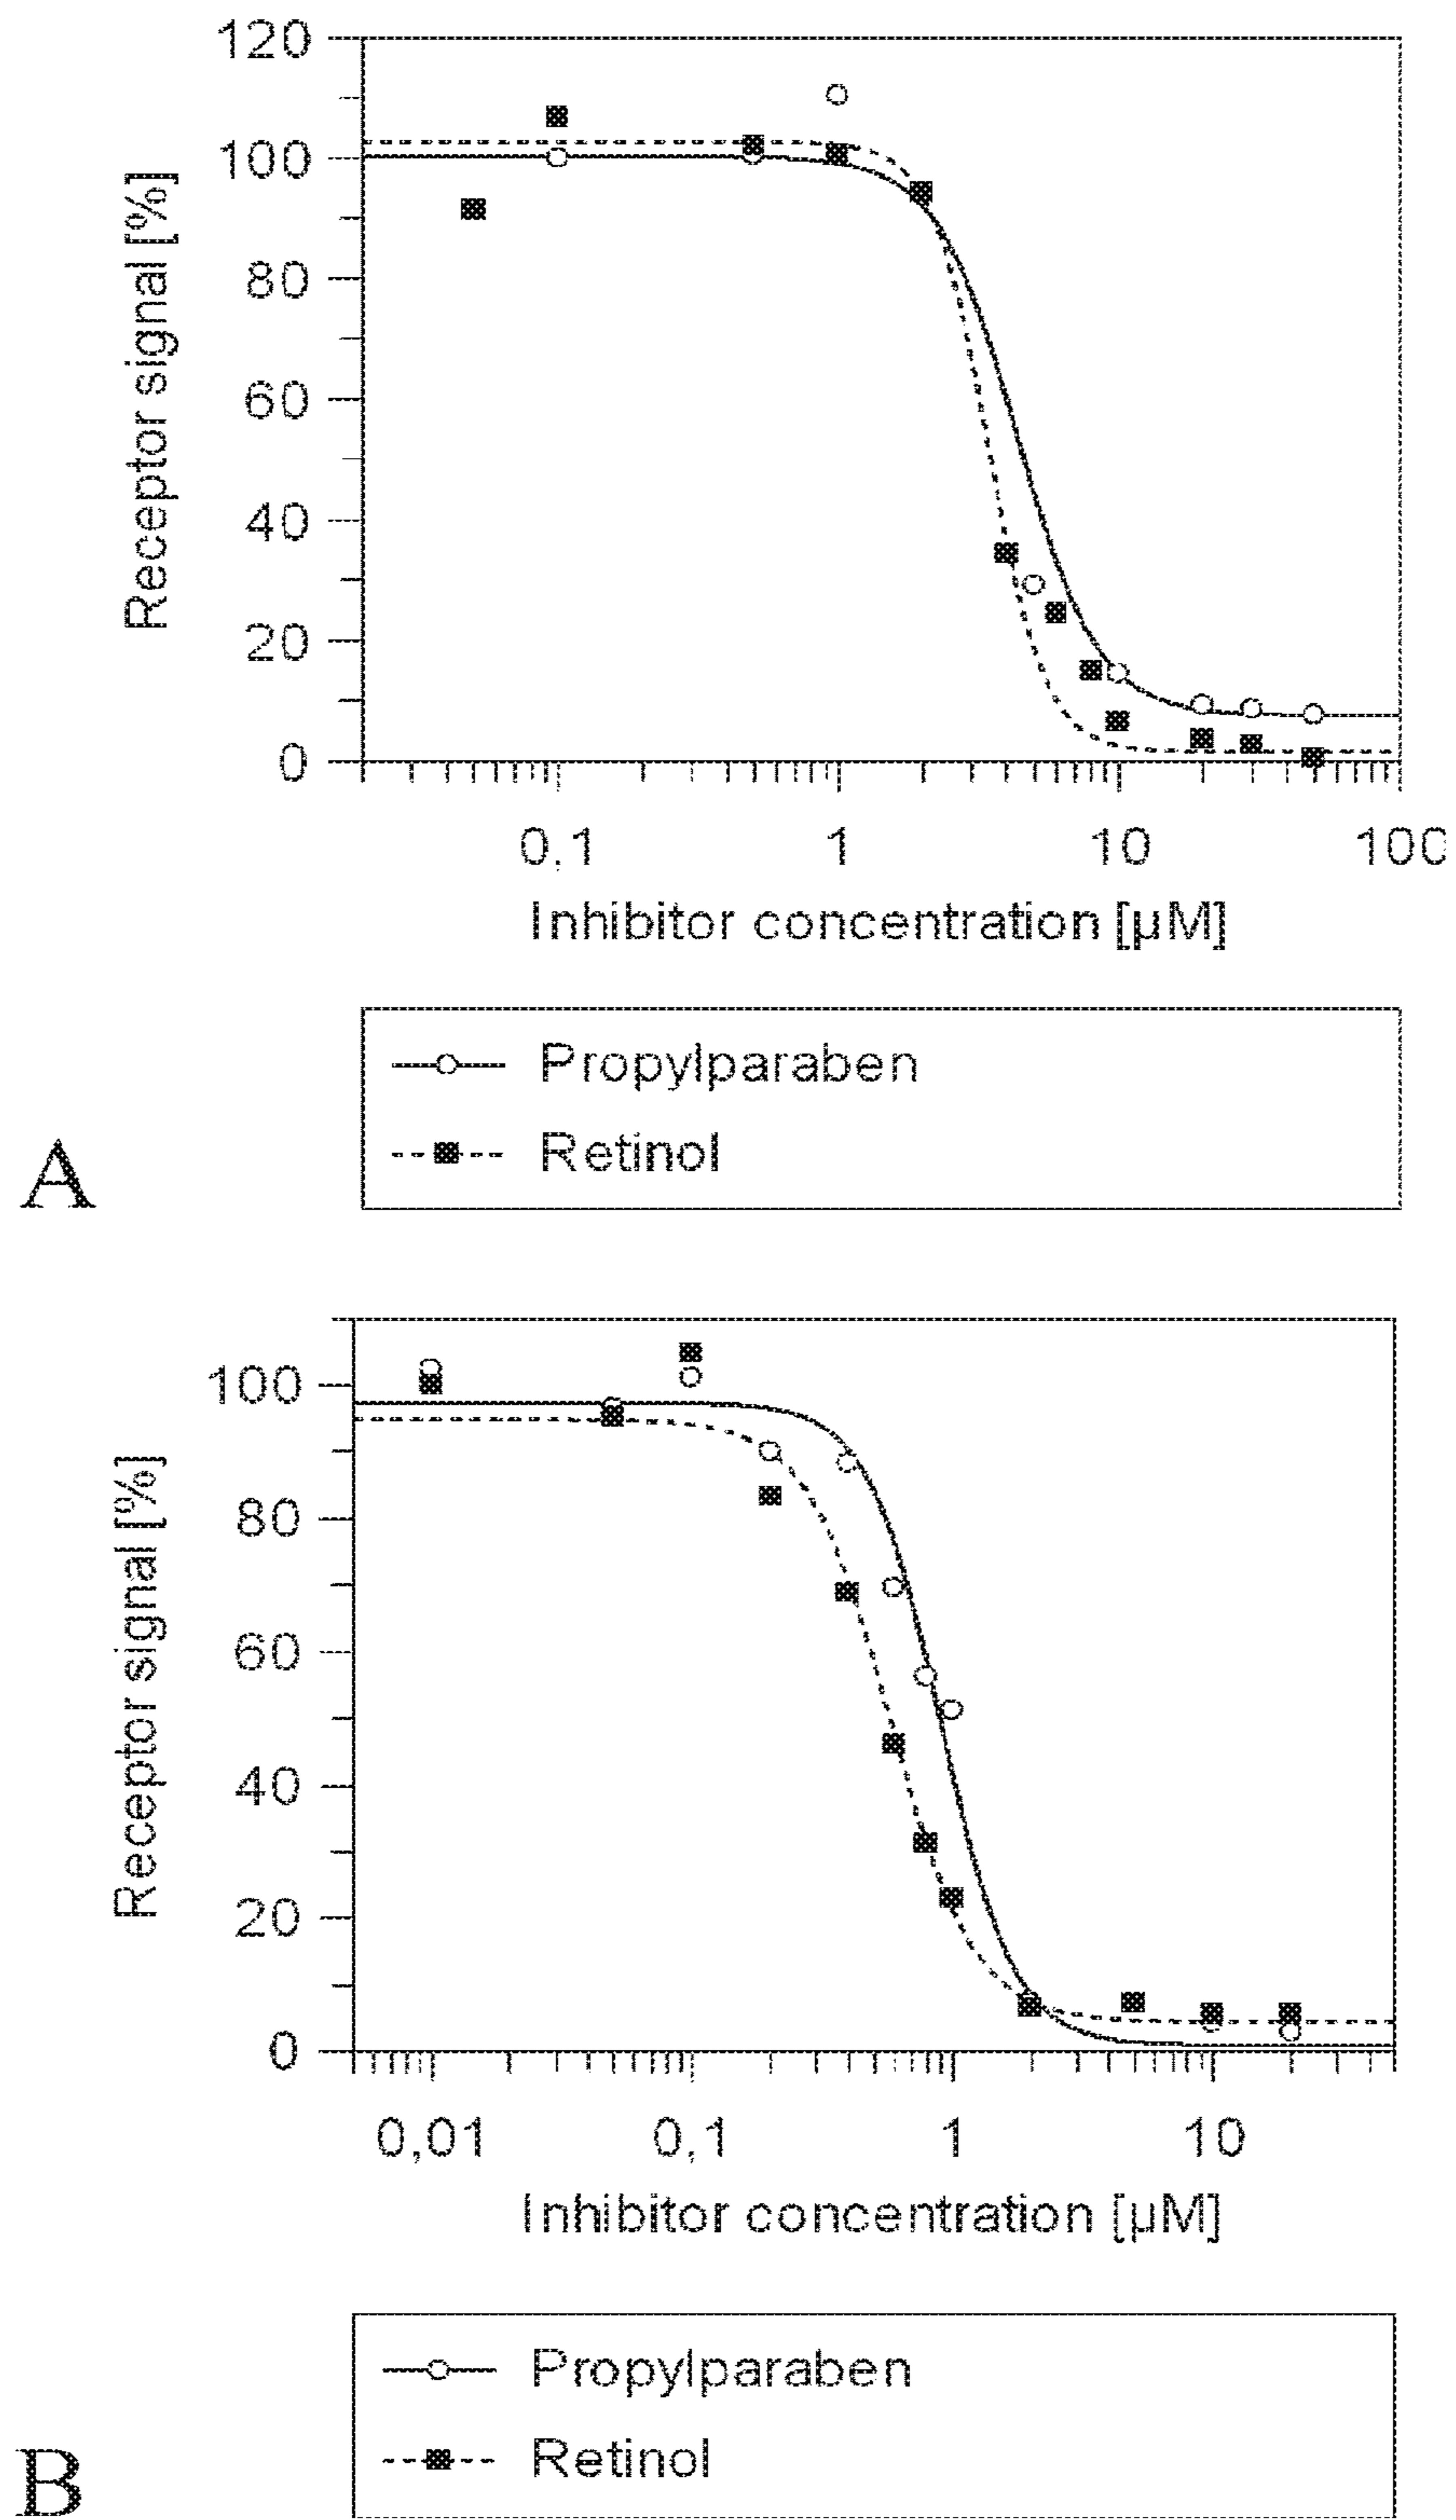 120
100
80
60
40
20
0
Receptor signal [%]
0,1 1 10 100
Inhibitor concentration [µM]
Propylparaben
Retinol
A
100
80
60
40
20
0
Receptor signal [%]
0,01 0,1 1 10
Inhibitor concentration [µM]
Propylparaben
Retinol
B